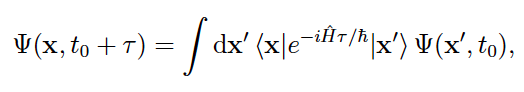 Ψ(x, t₀ + τ) = ∫ dx′ ⟨x|e^{−iĤτ/ħ}|x′⟩ Ψ(x′, t₀),